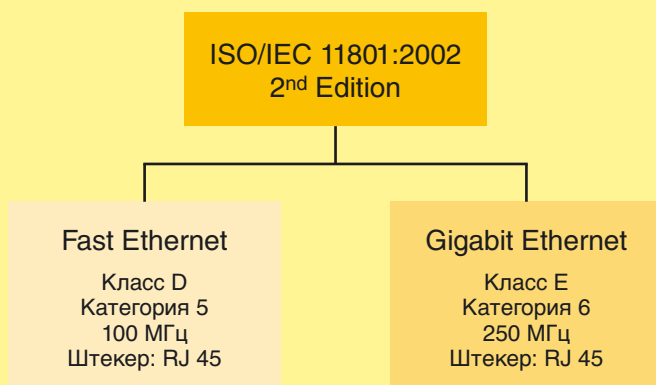 ISO/IEC 11801:2002
2nd Edition
Fast Ethernet
Класс D
Категория 5
100 МГц
Штекер: RJ 45
Gigabit Ethernet
Класс E
Категория 6
250 МГц
Штекер: RJ 45